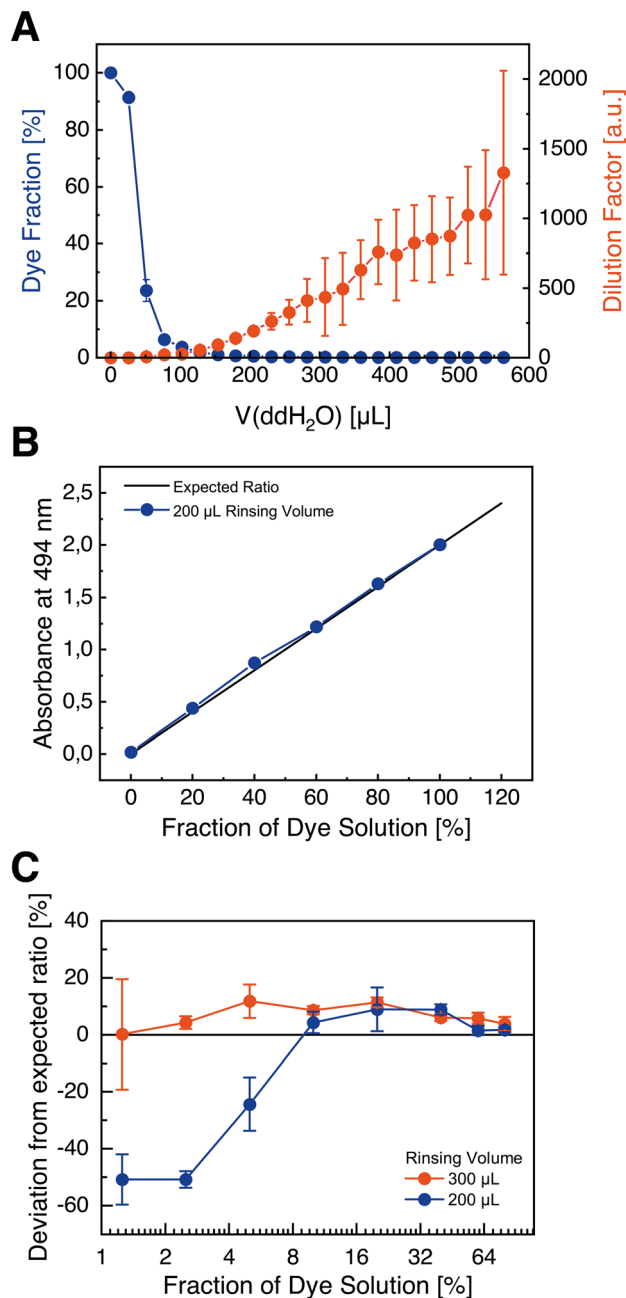 A
Dye Fraction [%]
100
80
60
40
20
0
2000
1500
1000
500
0
Dilution Factor [a.u.]
0 100 200 300 400 500 600
V(ddH₂O) [µL]
B
Absorbance at 494 nm
2,5
2,0
1,5
1,0
0,5
0,0
Expected Ratio
200 µL Rinsing Volume
0 20 40 60 80 100 120
Fraction of Dye Solution [%]
C
Deviation from expected ratio [%]
40
20
0
-20
-40
-60
Rinsing Volume
300 µL
200 µL
1 2 4 8 16 32 64
Fraction of Dye Solution [%]